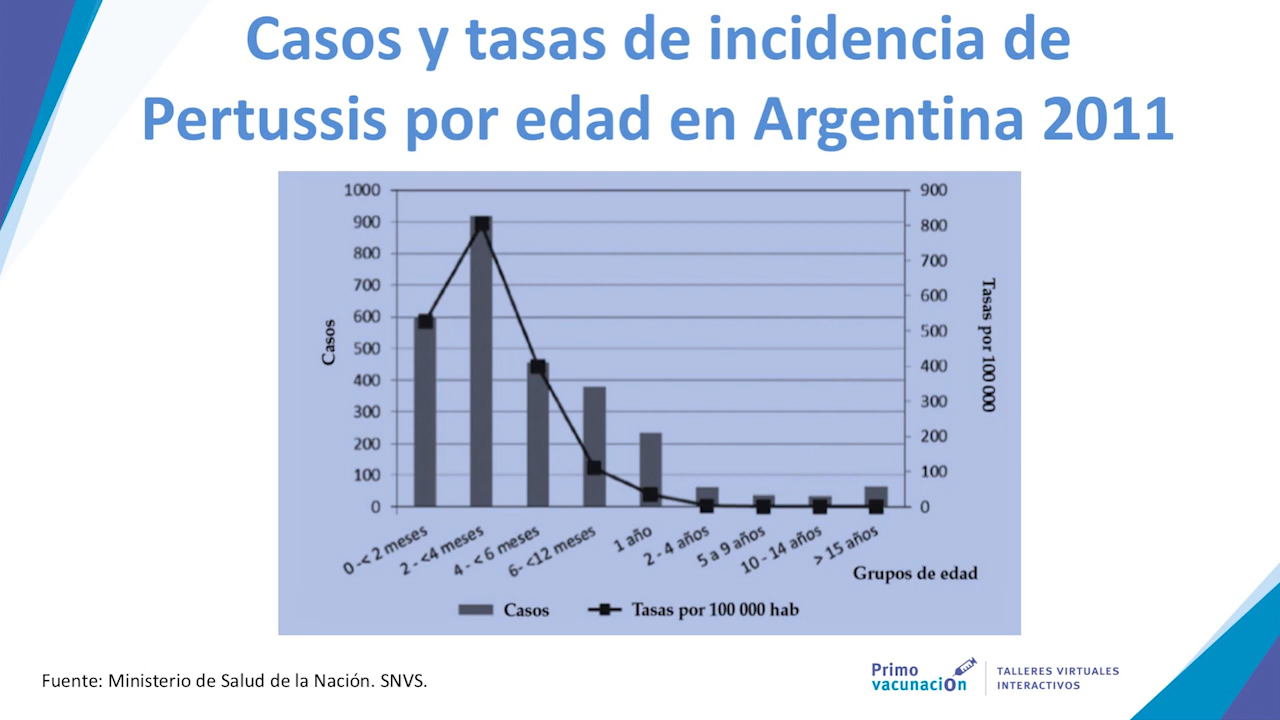 Casos y tasas de incidencia de
Pertussis por edad en Argentina 2011
1000
900
800
700
600
500
400
300
200
100
0
Casos
900
800
700
600
500
400
300
200
100
0
Tasas por 100 000
0 -< 2 meses
2 - <4 meses
4 - < 6 meses
6- <12 meses
1 año
2 - 4 años
5 a 9 años
10 - 14 años
> 15 años
Grupos de edad
Casos
Tasas por 100 000 hab
Fuente: Ministerio de Salud de la Nación. SNVS.
Primo
vacunación
TALLERES VIRTUALES
INTERACTIVOS